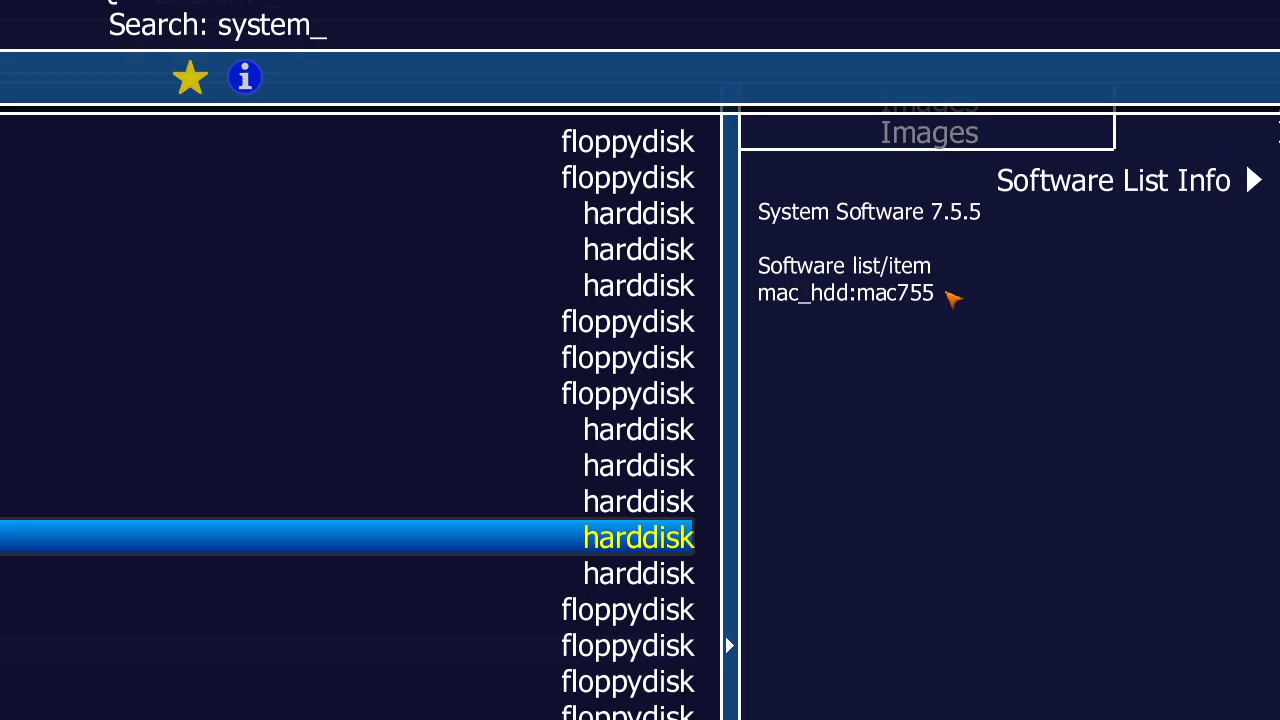 Search: system_
Images
Software List Info
System Software 7.5.5
Software list/item
mac_hdd:mac755
floppydisk
floppydisk
harddisk
harddisk
harddisk
floppydisk
floppydisk
floppydisk
harddisk
harddisk
harddisk
harddisk
harddisk
floppydisk
floppydisk
floppydisk
floppydisk